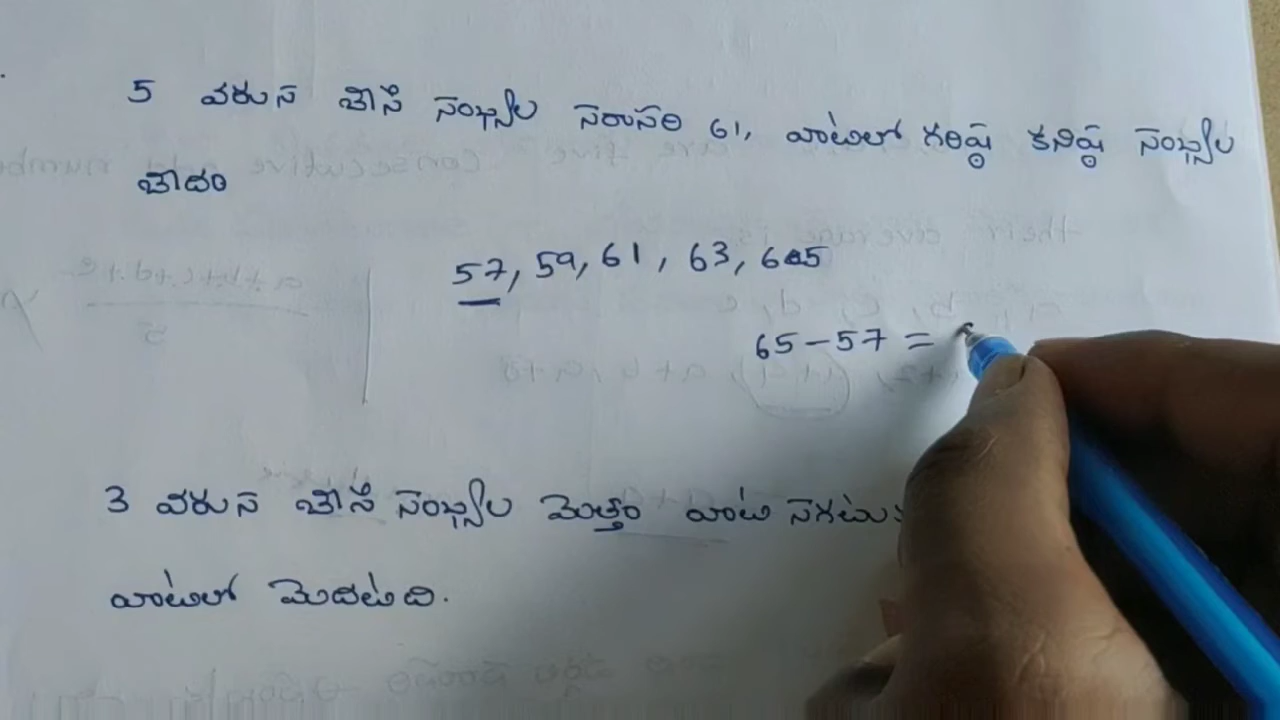 5 వరుస బేసి సంఖ్యల సరాసరి 61, వాటిలో గరిష్ఠ కనిష్ఠ సంఖ్యల
బేదం
57, 59, 61, 63, 65
65-57 =
3 వరుస బేసి సంఖ్యల మొత్తం వాటి
వాటిలో మొదటిది.